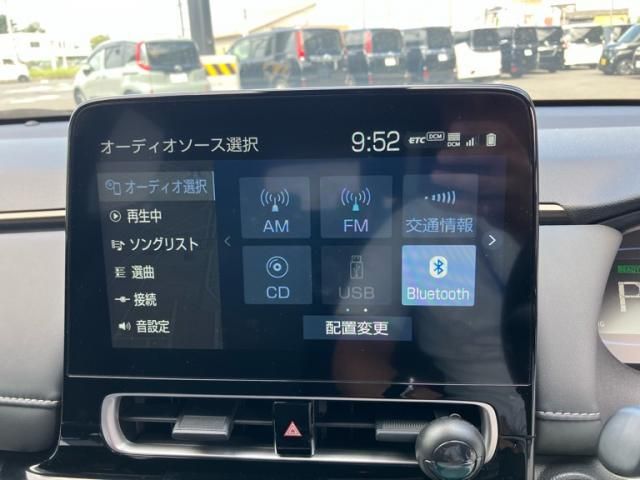 オーディオソース選択
9:52 ETC DCM DCM
オーディオ選択
再生中
ソングリスト
選曲
接続
音設定
AM FM 交通情報
CD USB Bluetooth
配置変更
READY
P